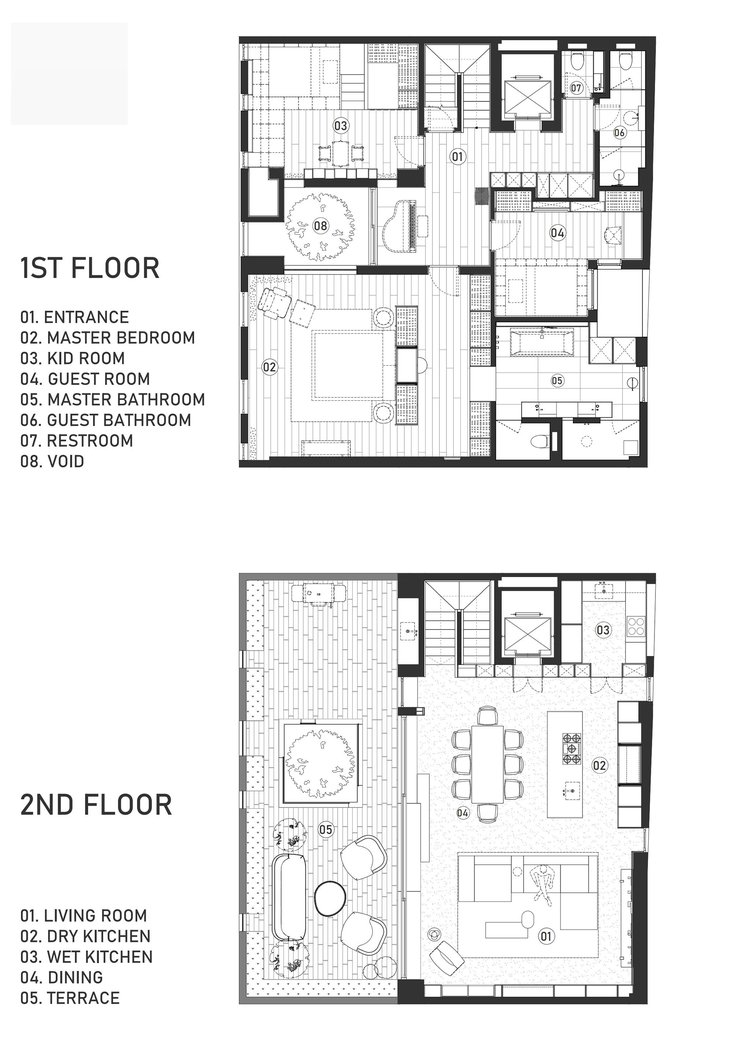 03
07
06
01
08
04
1ST FLOOR
01. ENTRANCE
02. MASTER BEDROOM
03. KID ROOM
04. GUEST ROOM
05. MASTER BATHROOM
06. GUEST BATHROOM
07. RESTROOM
08. VOID
02
05
03
02
04
05
01
2ND FLOOR
01. LIVING ROOM
02. DRY KITCHEN
03. WET KITCHEN
04. DINING
05. TERRACE